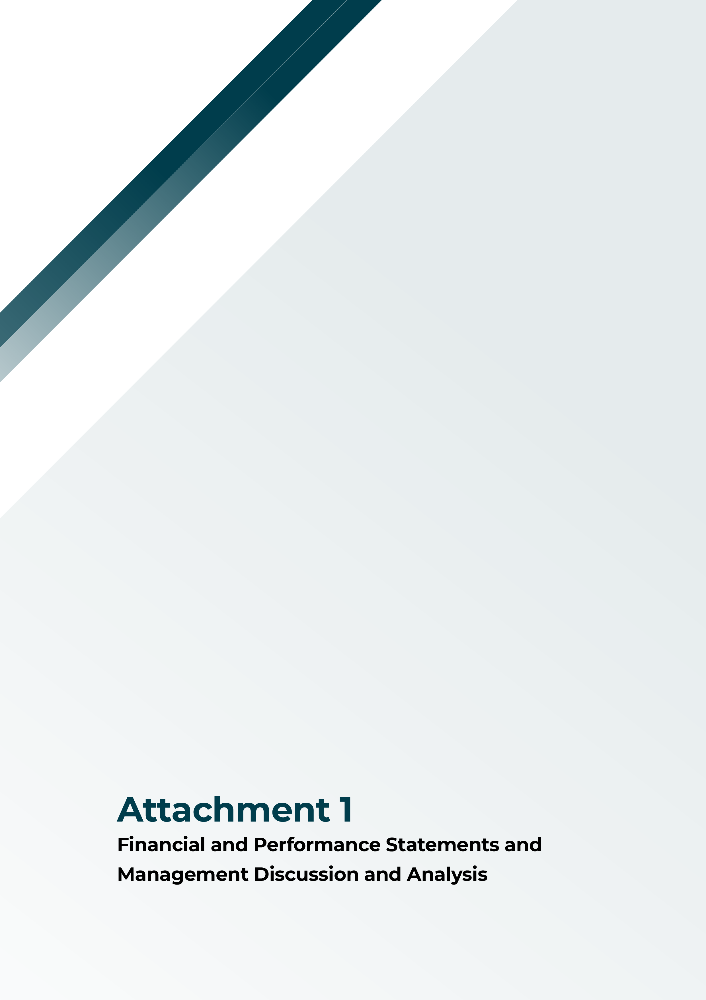 Attachment 1
Financial and Performance Statements and
Management Discussion and Analysis